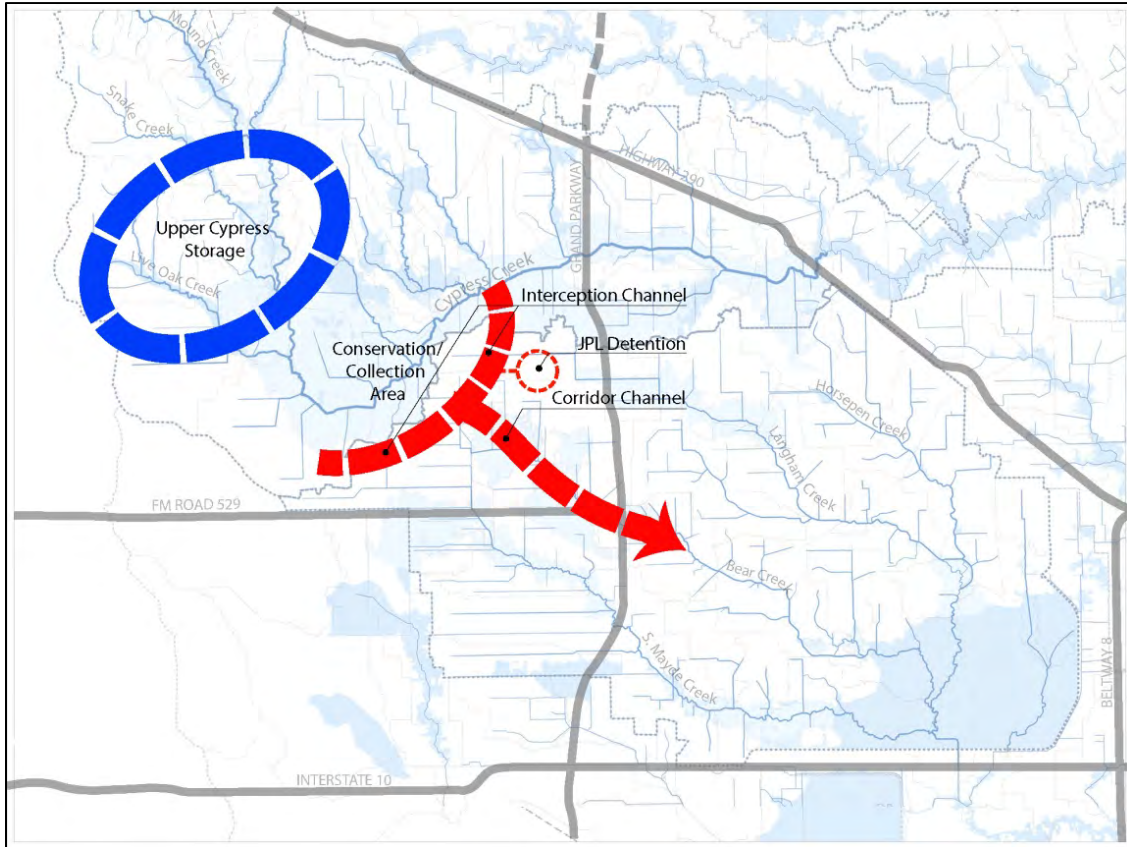 Mound Creek
Snake Creek
HIGHWAY 290
GRAND PARKWAY
Upper Cypress
Storage
Live Oak Creek
Cypress Creek
Interception Channel
Conservation/
Collection
Area
JPL Detention
Corridor Channel
Horsepen Creek
Langham Creek
FM ROAD 529
Bear Creek
S. Mayde Creek
BELTWAY 8
INTERSTATE 10